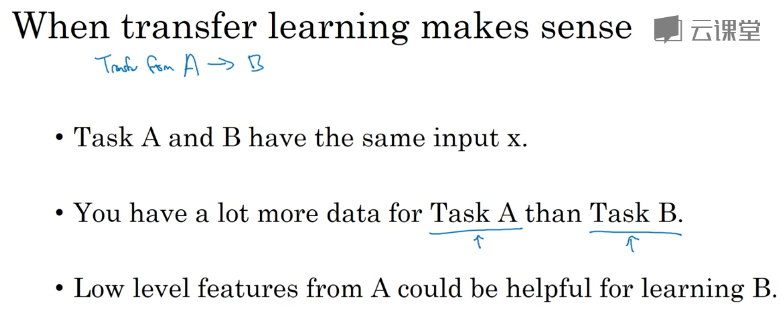 When transfer learning makes sense 云课堂
Transfer from A → B
• Task A and B have the same input x.
• You have a lot more data for Task A than Task B.
↑ ↑
• Low level features from A could be helpful for learning B.